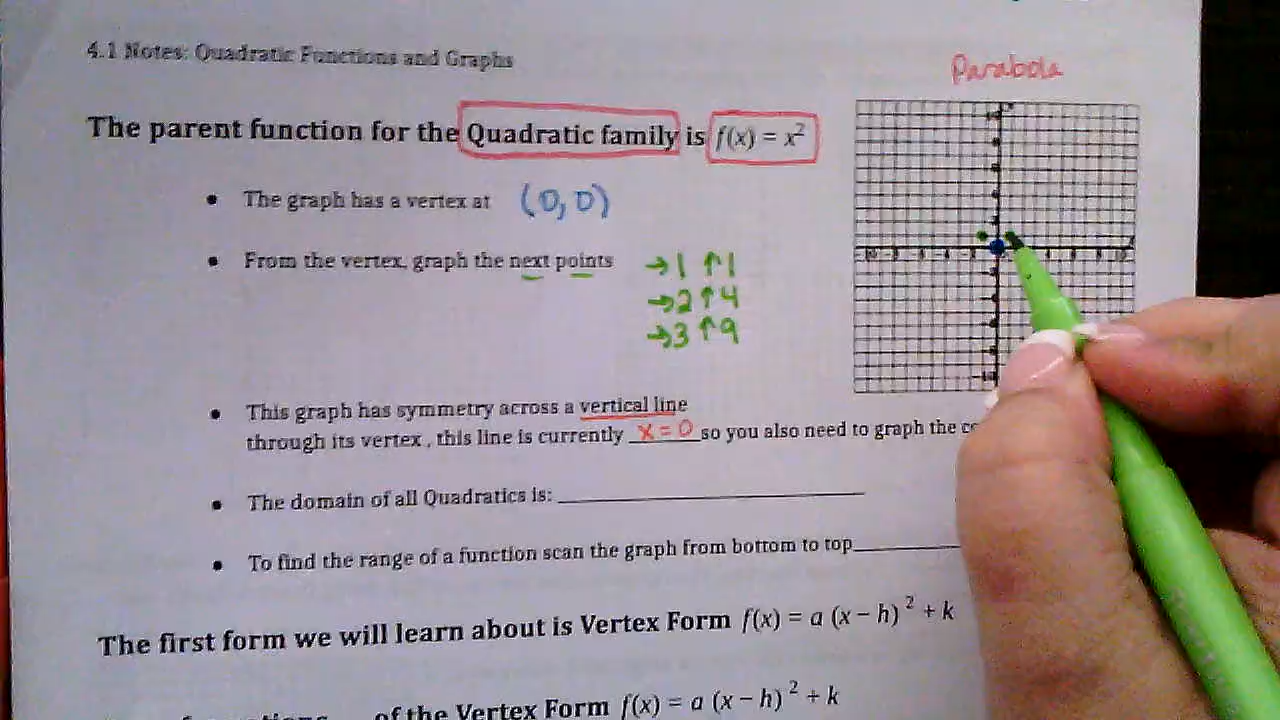 4.1 Notes: Quadratic Functions and Graphs
Parabola
The parent function for the Quadratic family is f(x) = x²
• The graph has a vertex at (0,0)
• From the vertex, graph the next points →1 ↑1
→2 ↑4
→3 ↑9
• This graph has symmetry across a vertical line
through its vertex, this line is currently x=0 so you also need to graph the
• The domain of all Quadratics is: ___
• To find the range of a function scan the graph from bottom to top ___
The first form we will learn about is Vertex Form f(x) = a (x – h)² + k
of the Vertex Form f(x) = a (x – h)² + k